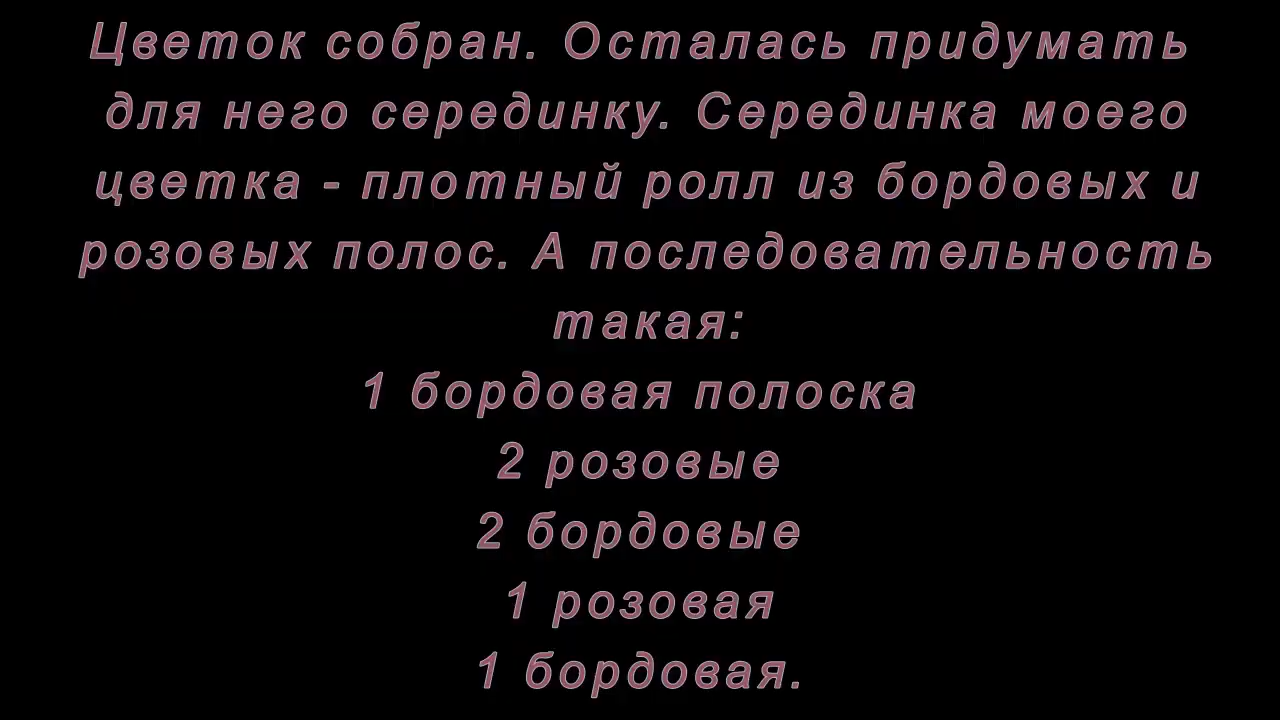 Цветок собран. Осталась придумать
для него серединку. Серединка моего
цветка - плотный ролл из бордовых и
розовых полос. А последовательность
такая:
1 бордовая полоска
2 розовые
2 бордовые
1 розовая
1 бордовая.